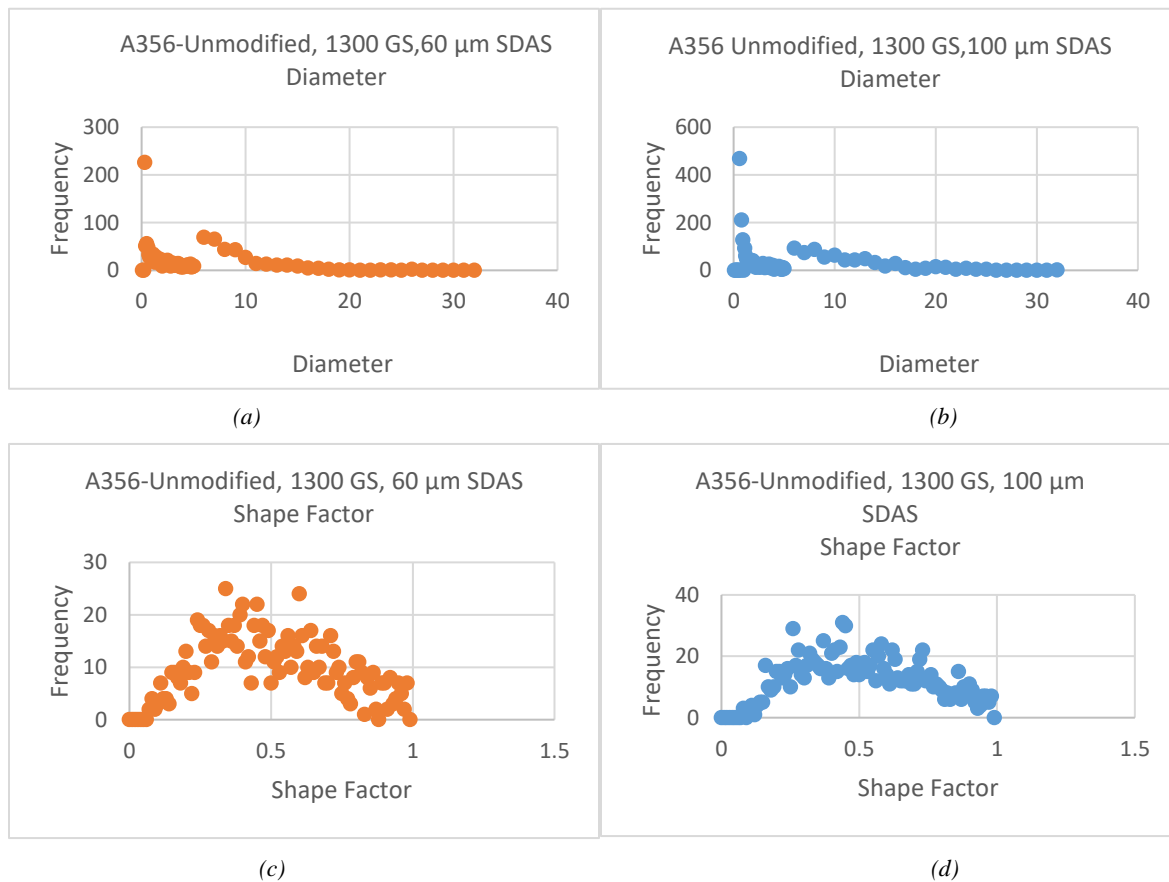 A356-Unmodified, 1300 GS,60 µm SDAS
Diameter
300
200
100
0
0
10
20
30
40
Frequency
Diameter
A356 Unmodified, 1300 GS,100 µm SDAS
Diameter
600
400
200
0
0
10
20
30
40
Frequency
Diameter
(a)
(b)
A356-Unmodified, 1300 GS, 60 µm SDAS
Shape Factor
30
20
10
0
0
0.5
1
1.5
Frequency
Shape Factor
A356-Unmodified, 1300 GS, 100 µm
SDAS
Shape Factor
40
20
0
0
0.5
1
1.5
Frequency
Shape Factor
(c)
(d)